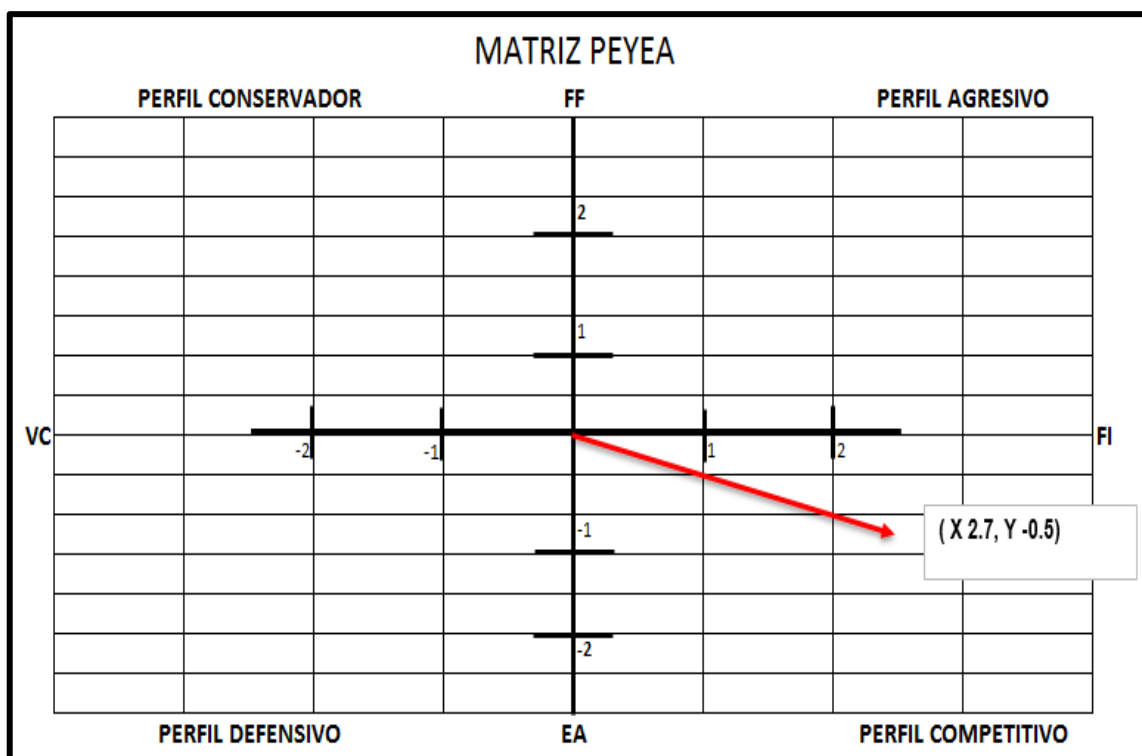 MATRIZ PEYEA
PERFIL CONSERVADOR FF PERFIL AGRESIVO
2
1
VC FI
-2 -1 1 2
( X 2.7, Y -0.5)
-1
-2
PERFIL DEFENSIVO EA PERFIL COMPETITIVO